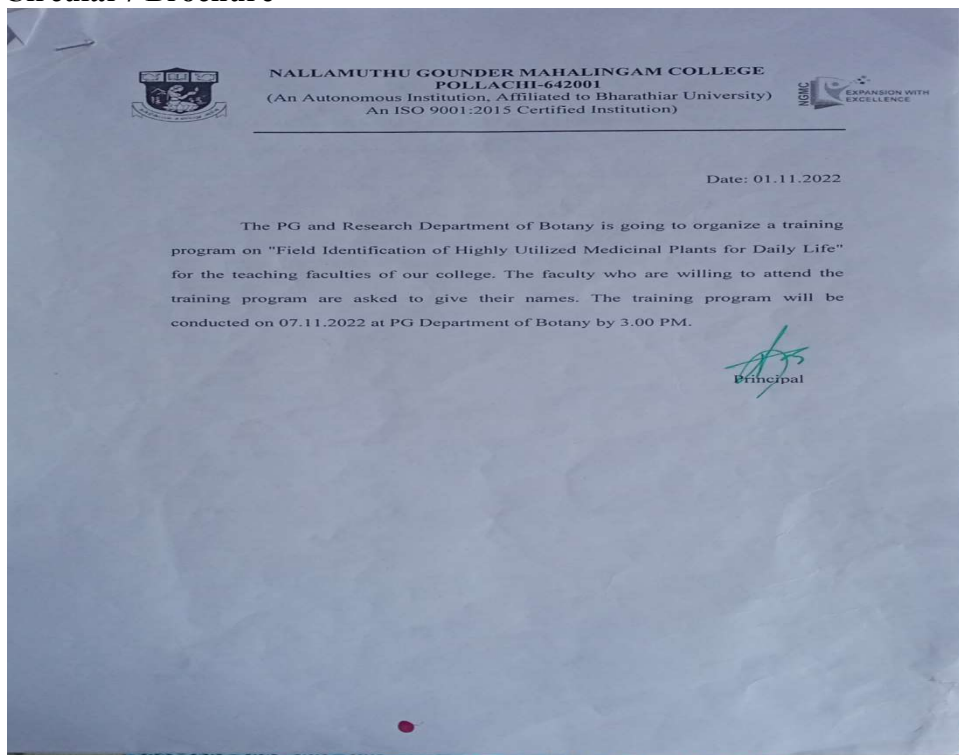 NALLAMUTHU GOUNDER MAHALINGAM COLLEGE
POLLACHI-642001
(An Autonomous Institution, Affiliated to Bharathiar University)
An ISO 9001:2015 Certified Institution)
NGMC
EXPANSION WITH
EXCELLENCE
Date: 01.11.2022
The PG and Research Department of Botany is going to organize a training
program on "Field Identification of Highly Utilized Medicinal Plants for Daily Life"
for the teaching faculties of our college. The faculty who are willing to attend the
training program are asked to give their names. The training program will be
conducted on 07.11.2022 at PG Department of Botany by 3.00 PM.
Principal